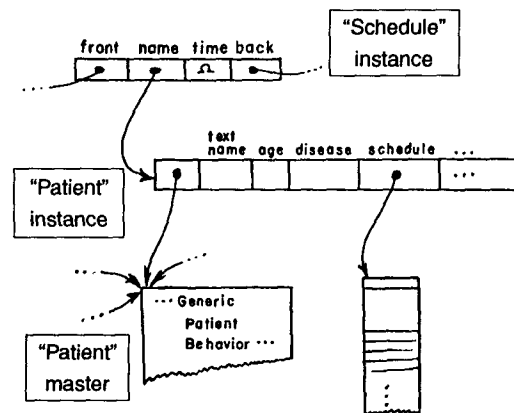 front name time back
Ω
"Schedule"
instance
text
name age disease schedule ...
...
"Patient"
instance
... Generic
Patient
Behavior ...
"Patient"
master